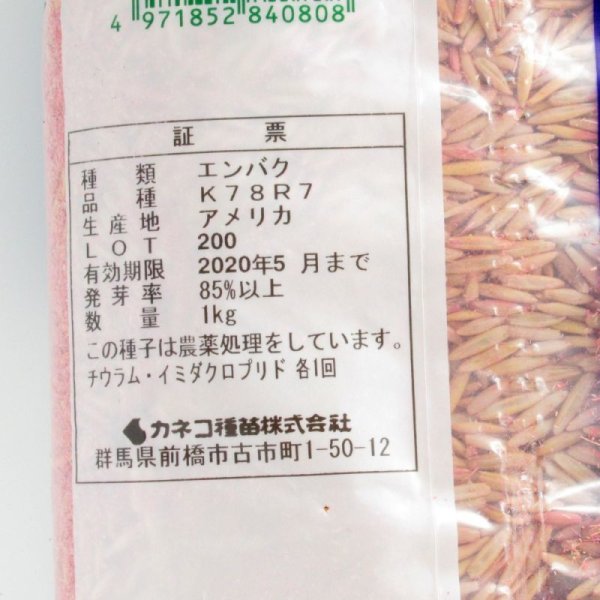 4 971852 840808
証 票
種 類 エンバク
品 種 K78R7
生産地 アメリカ
LOT 200
有効期限 2020年5月まで
発芽率 85%以上
数 量 1kg
この種子は農薬処理をしています。
チウラム・イミダクロプリド 各1回
カネコ種苗株式会社
群馬県前橋市古市町1-50-12